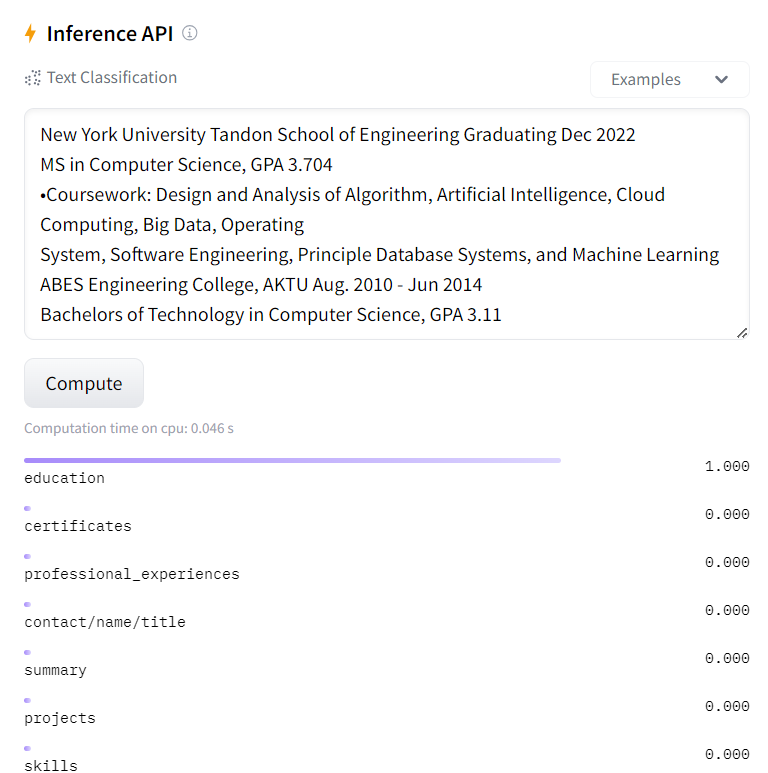 Inference API
Text Classification
Examples
New York University Tandon School of Engineering Graduating Dec 2022
MS in Computer Science, GPA 3.704
•Coursework: Design and Analysis of Algorithm, Artificial Intelligence, Cloud
Computing, Big Data, Operating
System, Software Engineering, Principle Database Systems, and Machine Learning
ABES Engineering College, AKTU Aug. 2010 - Jun 2014
Bachelors of Technology in Computer Science, GPA 3.11
Compute
Computation time on cpu: 0.046 s
education 1.000
certificates 0.000
professional_experiences 0.000
contact/name/title 0.000
summary 0.000
projects 0.000
skills 0.000